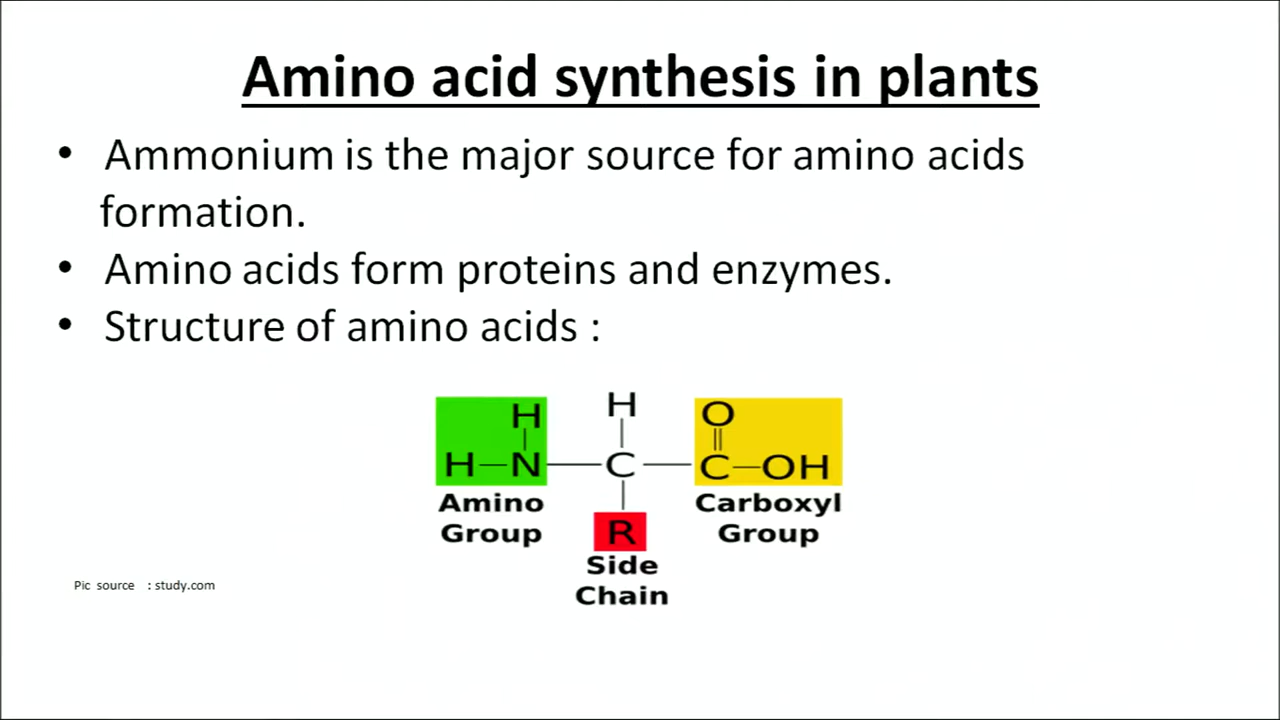 Amino acid synthesis in plants
• Ammonium is the major source for amino acids
formation.
• Amino acids form proteins and enzymes.
• Structure of amino acids :
H
H
O
H—N—C—C—OH
Amino
Group
Carboxyl
Group
R
Side
Chain
Pic source : study.com